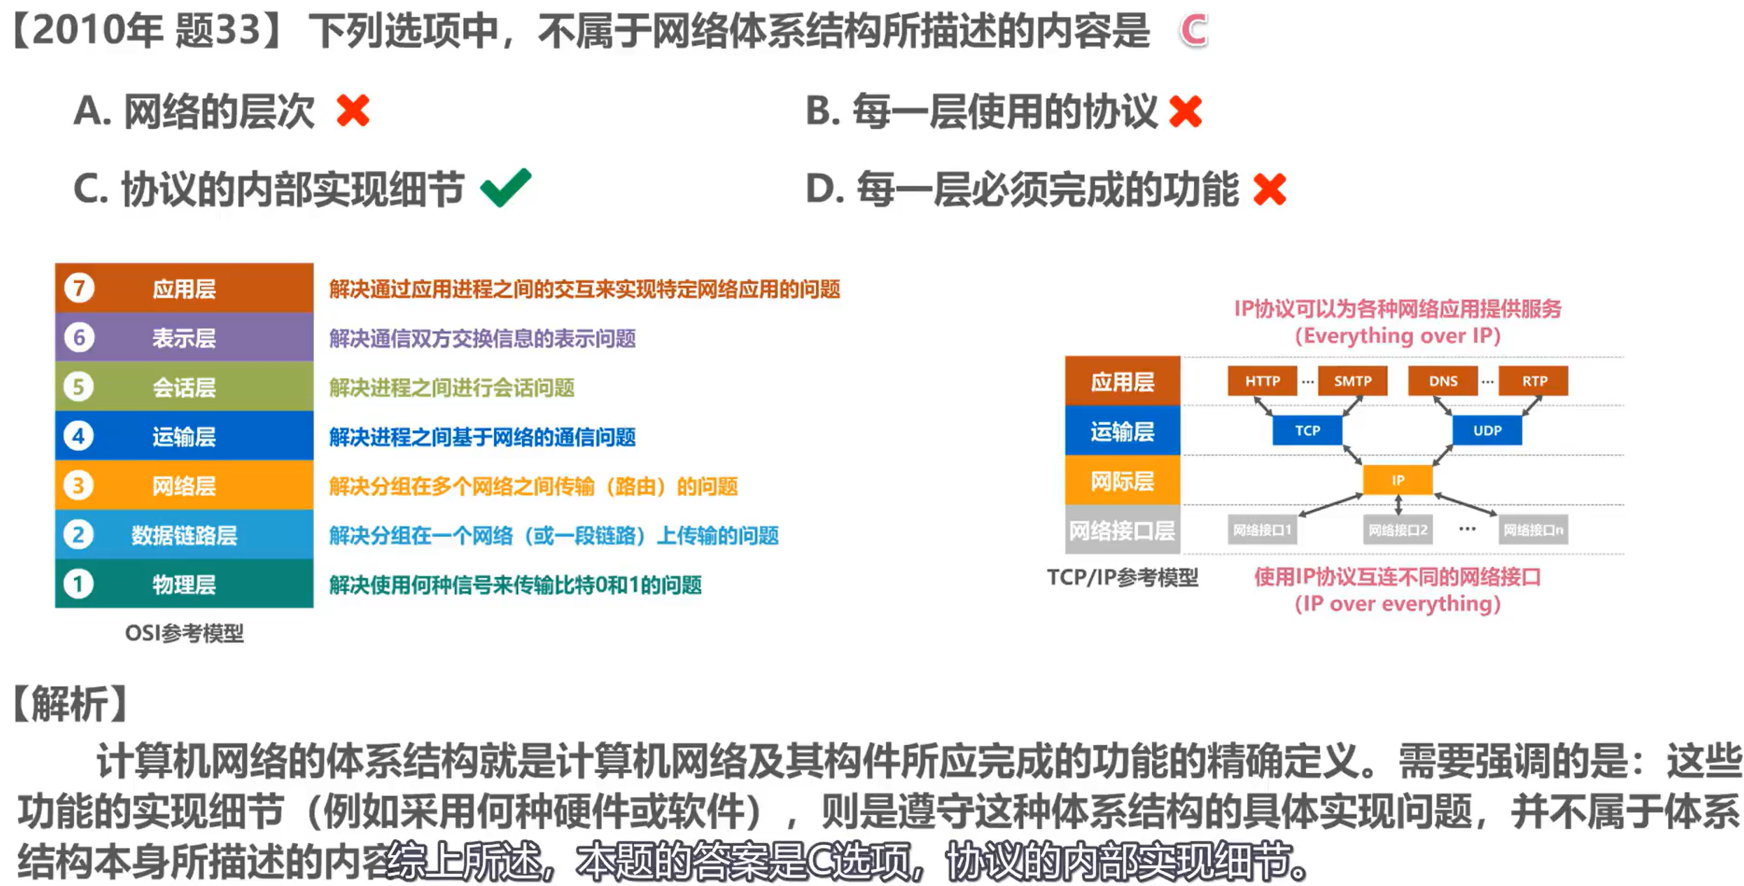 【2010年 题33】下列选项中，不属于网络体系结构所描述的内容是 C
A. 网络的层次
B. 每一层使用的协议
C. 协议的内部实现细节
D. 每一层必须完成的功能
7 应用层 解决通过应用进程之间的交互来实现特定网络应用的问题
6 表示层 解决通信双方交换信息的表示问题
5 会话层 解决进程之间进行会话问题
4 运输层 解决进程之间基于网络的通信问题
3 网络层 解决分组在多个网络之间传输（路由）的问题
2 数据链路层 解决分组在一个网络（或一段链路）上传输的问题
1 物理层 解决使用何种信号来传输比特0和1的问题
OSI参考模型
IP协议可以为各种网络应用提供服务
（Everything over IP）
应用层 HTTP ... SMTP DNS ... RTP
运输层 TCP UDP
网际层 IP
网络接口层 网络接口1 网络接口2 ... 网络接口n
TCP/IP参考模型
使用IP协议互连不同的网络接口
（IP over everything）
【解析】
计算机网络的体系结构就是计算机网络及其构件所应完成的功能的精确定义。需要强调的是：这些
功能的实现细节（例如采用何种硬件或软件），则是遵守这种体系结构的具体实现问题，并不属于体系
结构本身所描述的内容
综上所述，本题的答案是C选项，协议的内部实现细节。